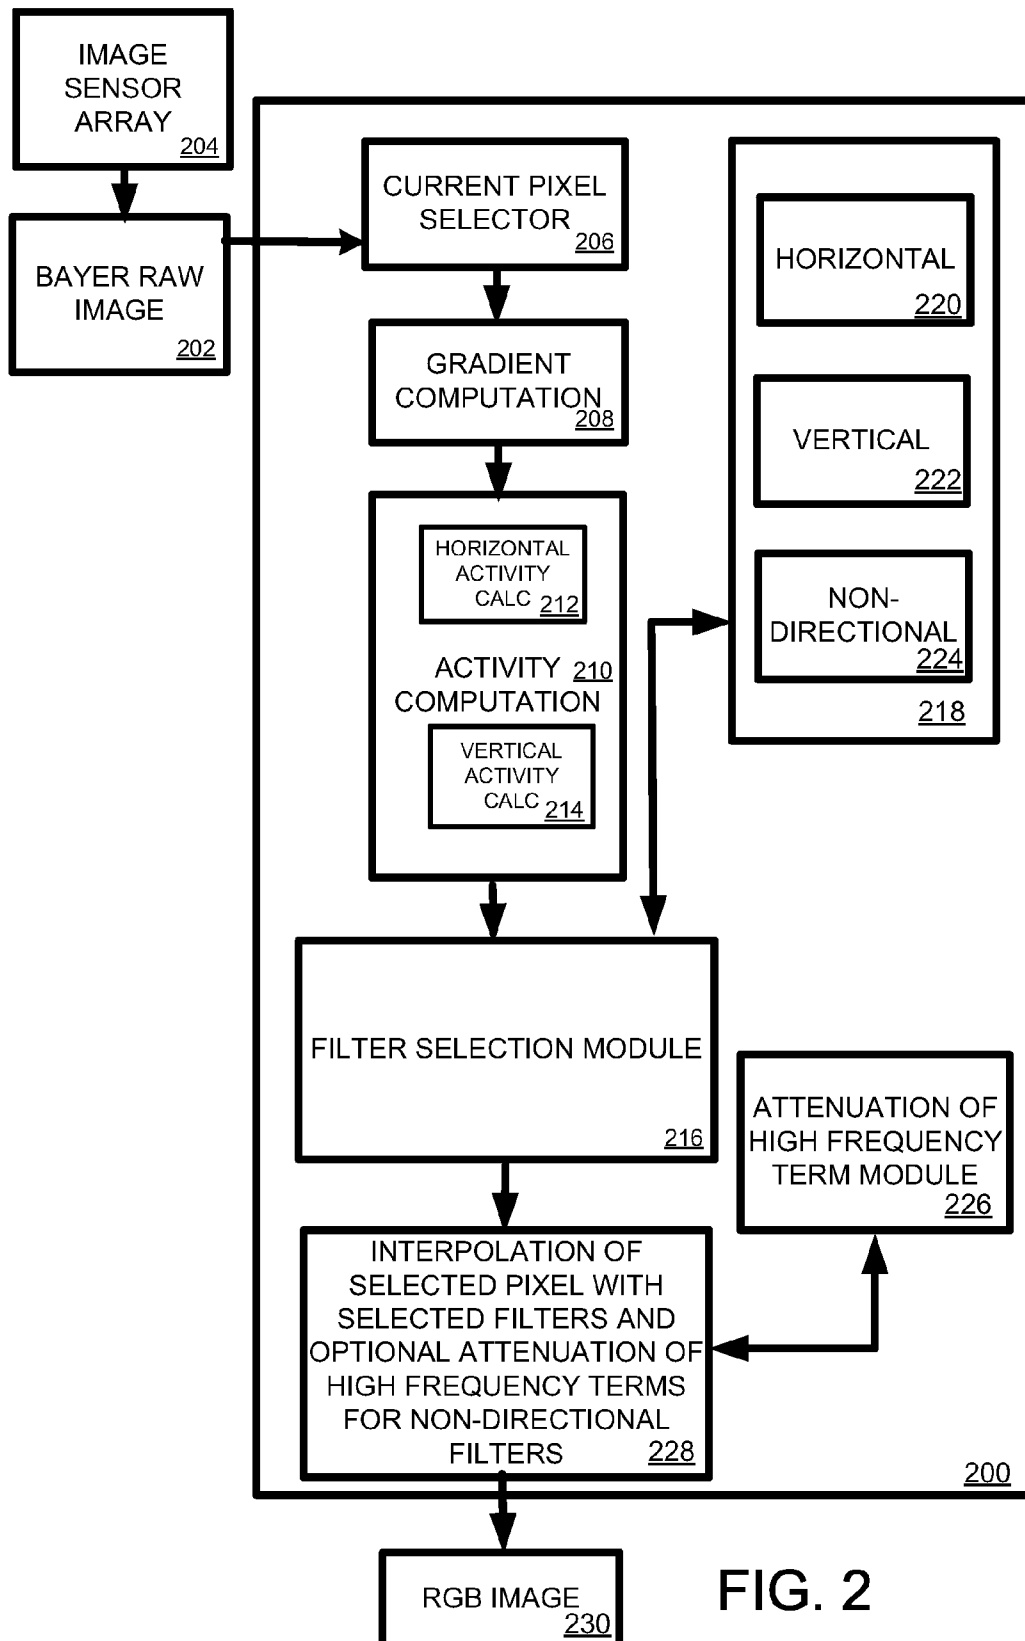 IMAGE
SENSOR
ARRAY
204
BAYER RAW
IMAGE
202
CURRENT PIXEL
SELECTOR
206
GRADIENT
COMPUTATION
208
HORIZONTAL
ACTIVITY
CALC 212
ACTIVITY 210
COMPUTATION
VERTICAL
ACTIVITY
CALC 214
HORIZONTAL
220
VERTICAL
222
NON-
DIRECTIONAL
224
218
FILTER SELECTION MODULE
216
ATTENUATION OF
HIGH FREQUENCY
TERM MODULE
226
INTERPOLATION OF
SELECTED PIXEL WITH
SELECTED FILTERS AND
OPTIONAL ATTENUATION OF
HIGH FREQUENCY TERMS
FOR NON-DIRECTIONAL
FILTERS 228
200
RGB IMAGE
230
FIG. 2